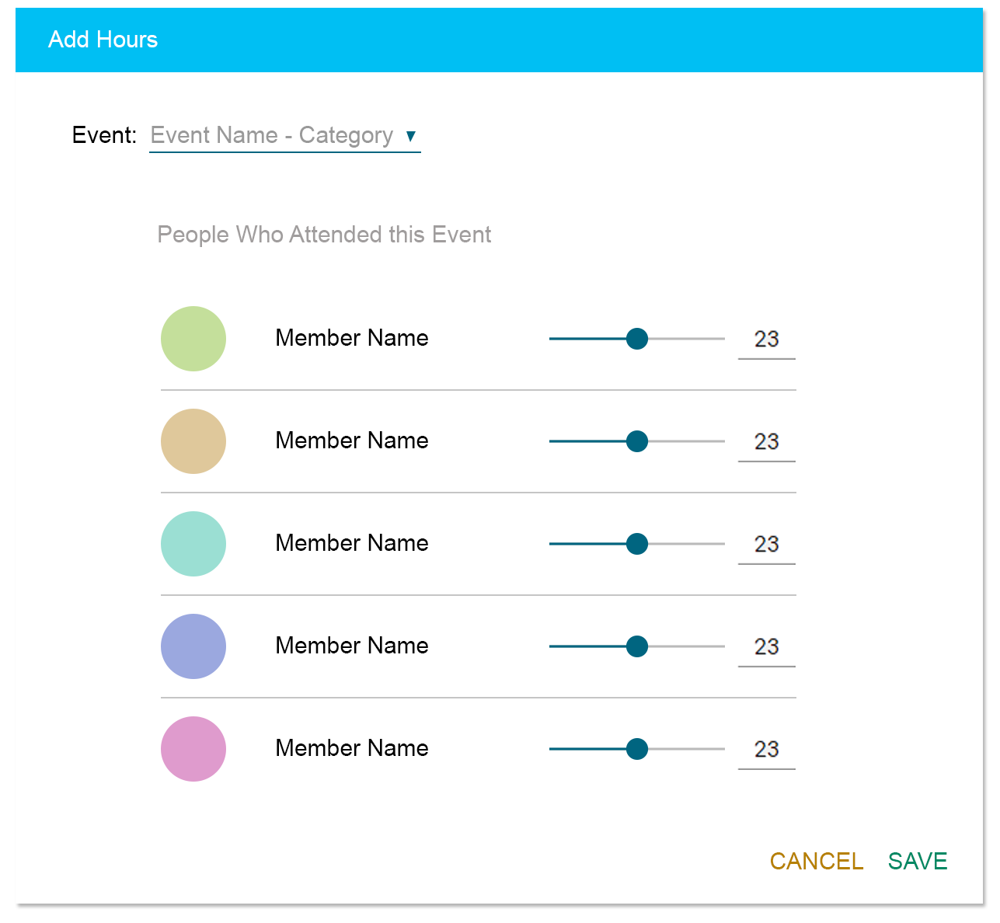 Add Hours
Event: Event Name - Category
People Who Attended this Event
Member Name 23
Member Name 23
Member Name 23
Member Name 23
Member Name 23
CANCEL SAVE